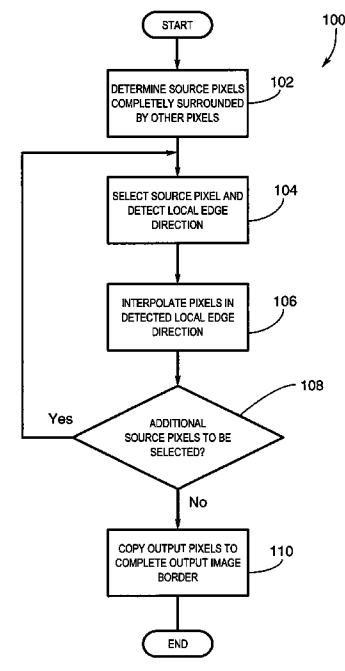 START
100
DETERMINE SOURCE PIXELS
COMPLETELY SURROUNDED
BY OTHER PIXELS
102
SELECT SOURCE PIXEL AND
DETECT LOCAL EDGE
DIRECTION
104
INTERPOLATE PIXELS IN
DETECTED LOCAL EDGE
DIRECTION
106
108
Yes
ADDITIONAL
SOURCE PIXELS TO BE
SELECTED?
No
COPY OUTPUT PIXELS TO
COMPLETE OUTPUT IMAGE
BORDER
110
END